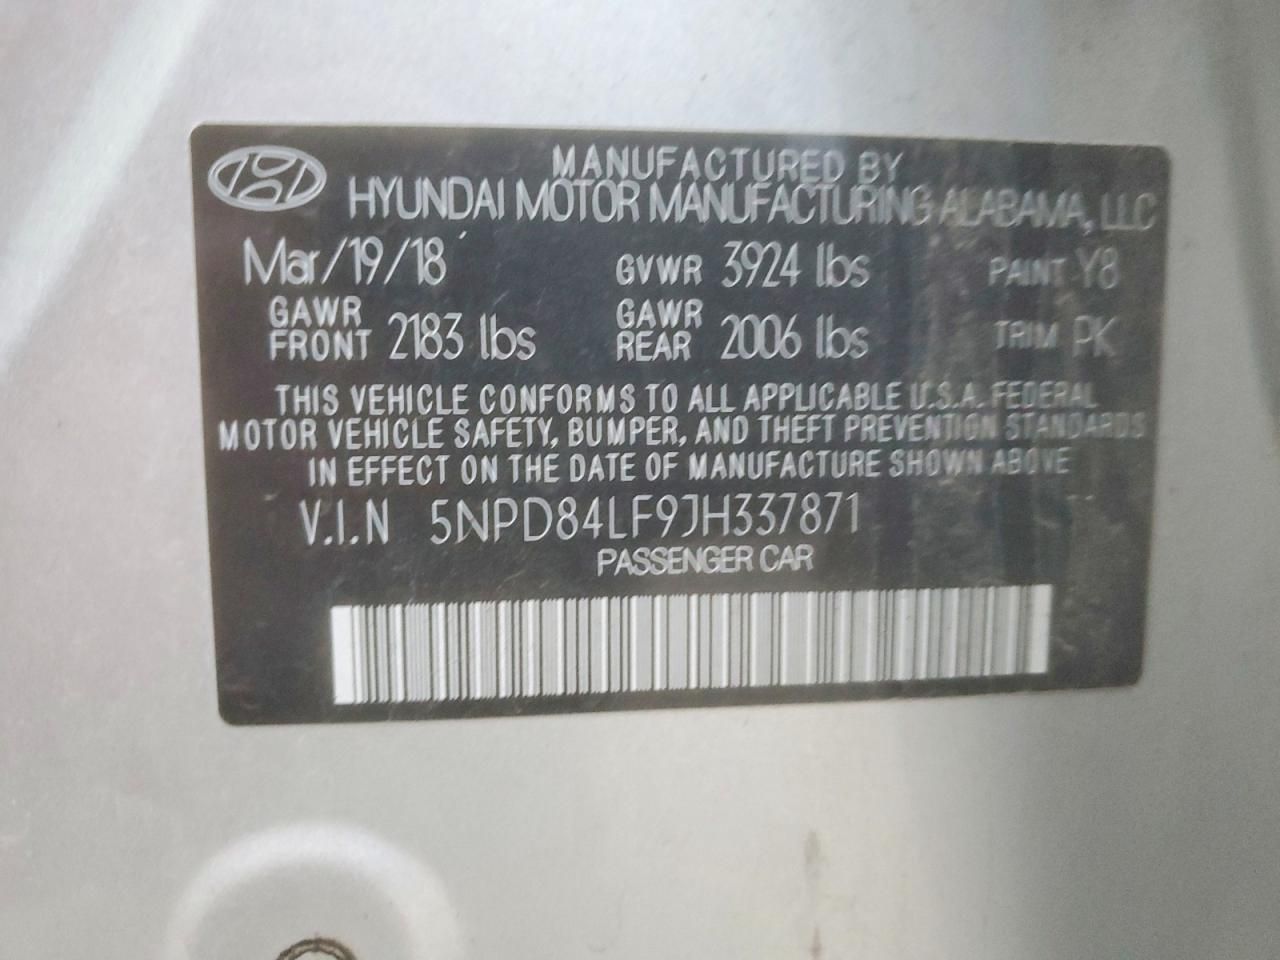 MANUFACTURED BY
HYUNDAI MOTOR MANUFACTURING ALABAMA, LLC
Mar/19/18 GVWR 3924 lbs PAINT Y8
GAWR FRONT 2183 lbs GAWR REAR 2006 lbs TRIM PK
THIS VEHICLE CONFORMS TO ALL APPLICABLE U.S.A. FEDERAL
MOTOR VEHICLE SAFETY, BUMPER, AND THEFT PREVENTION STANDARDS
IN EFFECT ON THE DATE OF MANUFACTURE SHOWN ABOVE
V.I.N 5NPD84LF9JH337871
PASSENGER CAR